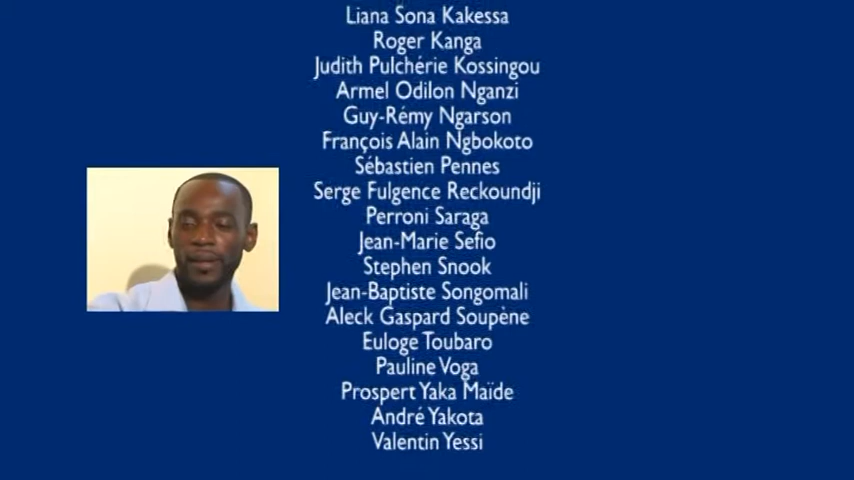 Liana Sona Kakessa
Roger Kanga
Judith Pulchérie Kossingou
Armel Odilon Nganzi
Guy-Rémy Ngarson
François Alain Ngbokoto
Sébastien Pennes
Serge Fulgence Reckoundji
Perroni Saraga
Jean-Marie Sefio
Stephen Snook
Jean-Baptiste Songomali
Aleck Gaspard Soupène
Euloge Toubaro
Pauline Voga
Prospert Yaka Maïde
André Yakota
Valentin Yessi